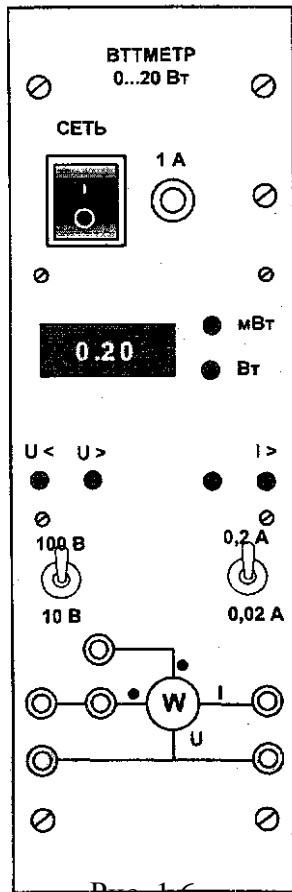 ВТТМЕТР
0...20 Вт
СЕТЬ
1 А
I
0.20
мВт
Вт
U < U > I >
100 В 0,2 А
10 В 0,02 А
W I
U